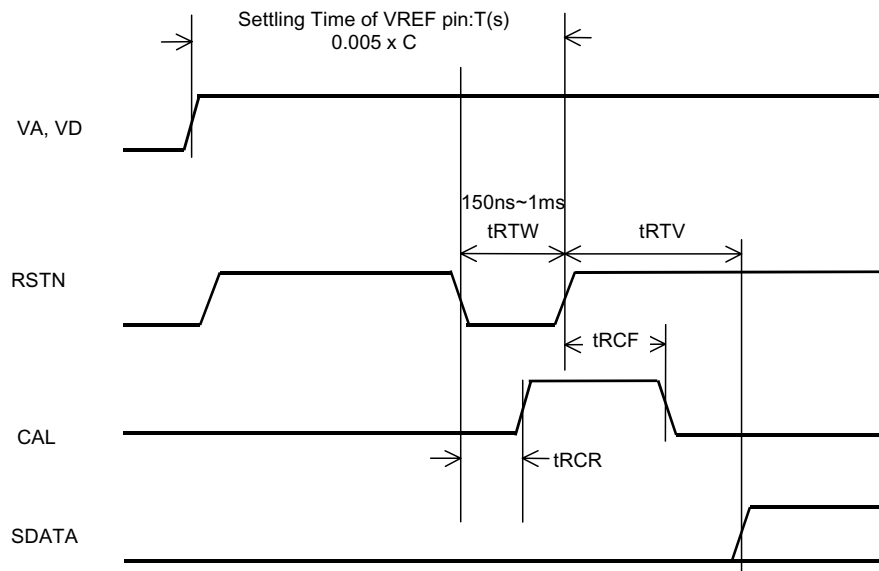 Settling Time of VREF pin:T(s)
0.005 x C
VA, VD
150ns~1ms
tRTW
tRTV
RSTN
tRCF
CAL
tRCR
SDATA